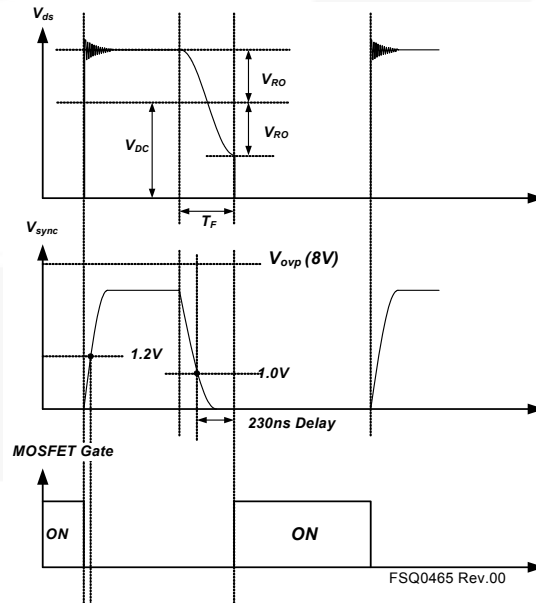 Vds
VRO
VRO
VDC
TF
Vsync
Vovp (8V)
1.2V
1.0V
230ns Delay
MOSFET Gate
ON
ON
FSQ0465 Rev.00